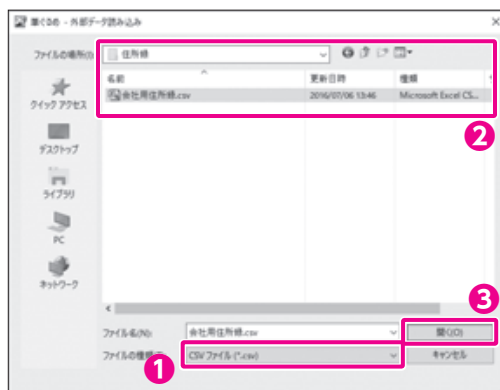 筆ぐるめ - 外部データ読み込み
ファイルの場所(I): 住所録
名前 更新日時 種類
会社用住所録.csv 2016/07/06 13:46 Microsoft Excel CS...
2
クイック アクセス
デスクトップ
ライブラリ
PC
ネットワーク
3
ファイル名(N): 会社用住所録.csv 開く(O)
ファイルの種類 CSVファイル (*.csv) キャンセル
1